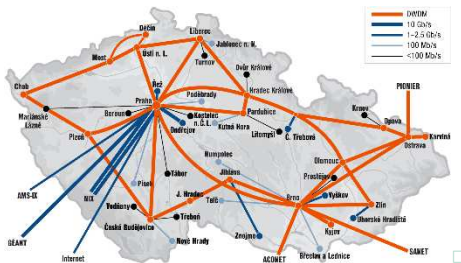 DWDM
10 Gb/s
1–2.5 Gb/s
100 Mb/s
<100 Mb/s
Děčín
Liberec
Jablonec n. N.
Most
Ústí n. L.
Turnov
Dvůr Králové
Cheb
Řež
Praha
Poděbrady
Hradec Králové
PIONIER
Mariánské
Lázně
Beroun
Kostelec
n.Č.L.
Pardubice
Krnov
Opava
Plzeň
Ondřejov
Kutná Hora
Litomyšl
Č. Třebová
Ostrava
Karviná
Humpolec
Olomouc
Tábor
Jihlava
Prostějov
AMS-IX
NIX
Písek
J. Hradec
Telč
Brno
Vyškov
Zlín
Vodňany
Třeboň
Uherské Hradiště
GÉANT
České Budějovice
Znojmo
Kyjov
Nové Hrady
Břeclav a Lednice
Internet
ACONET
SANET